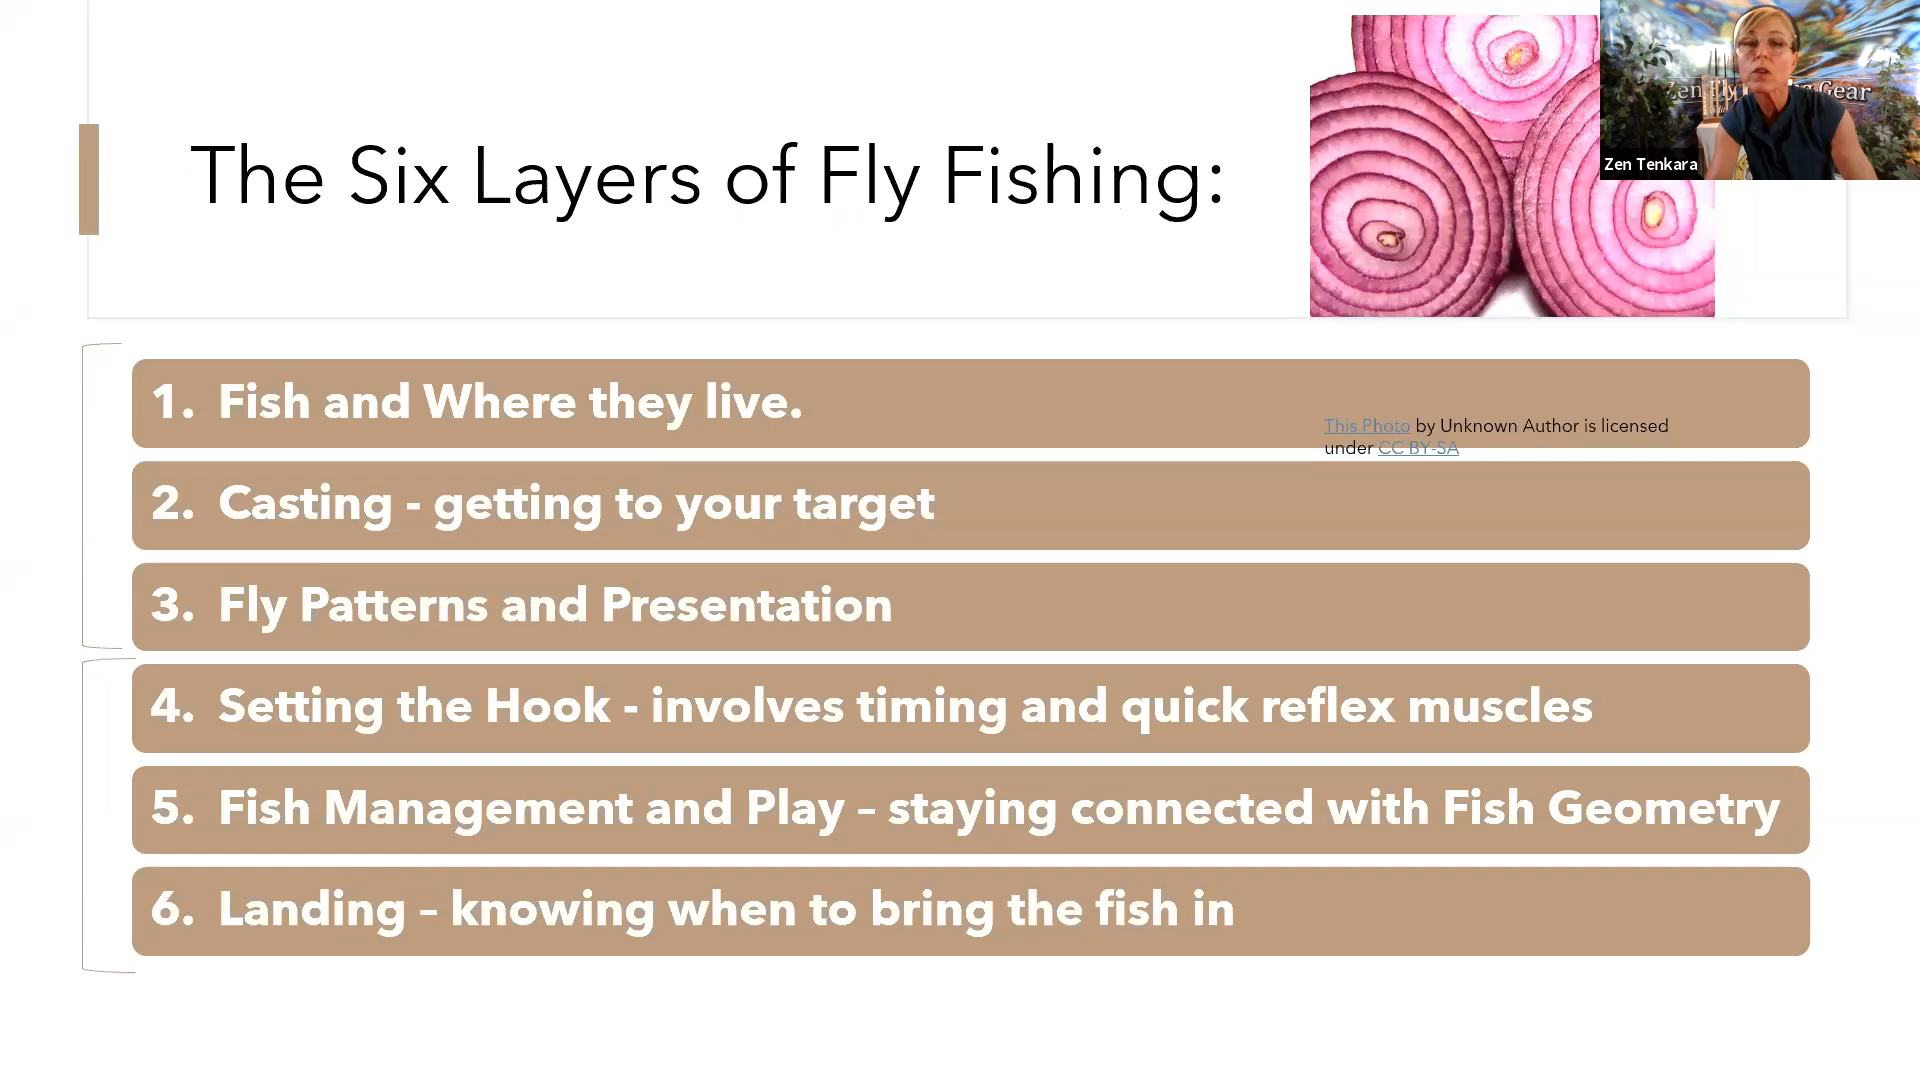 The Six Layers of Fly Fishing:
Zen Fly Gear
Zen Tenkara
1. Fish and Where they live.
This Photo by Unknown Author is licensed
under CC BY-SA
2. Casting - getting to your target
3. Fly Patterns and Presentation
4. Setting the Hook - involves timing and quick reflex muscles
5. Fish Management and Play – staying connected with Fish Geometry
6. Landing – knowing when to bring the fish in